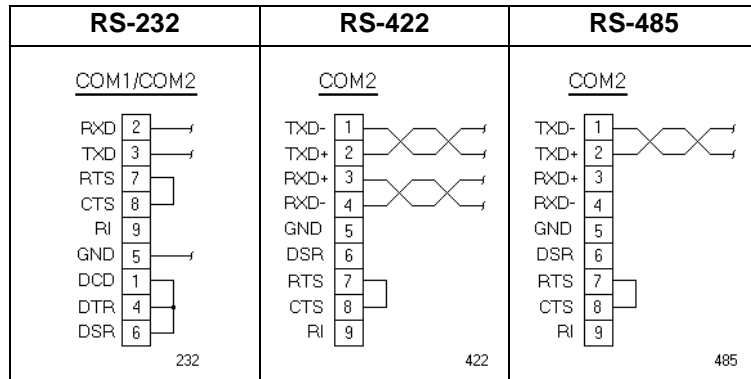 RS-232 RS-422 RS-485
COM1/COM2
RXD 2
TXD 3
RTS 7
CTS 8
RI 9
GND 5
DCD 1
DTR 4
DSR 6
232
COM2
TXD- 1
TXD+ 2
RXD+ 3
RXD- 4
GND 5
DSR 6
RTS 7
CTS 8
RI 9
422
COM2
TXD- 1
TXD+ 2
RXD+ 3
RXD- 4
GND 5
DSR 6
RTS 7
CTS 8
RI 9
485